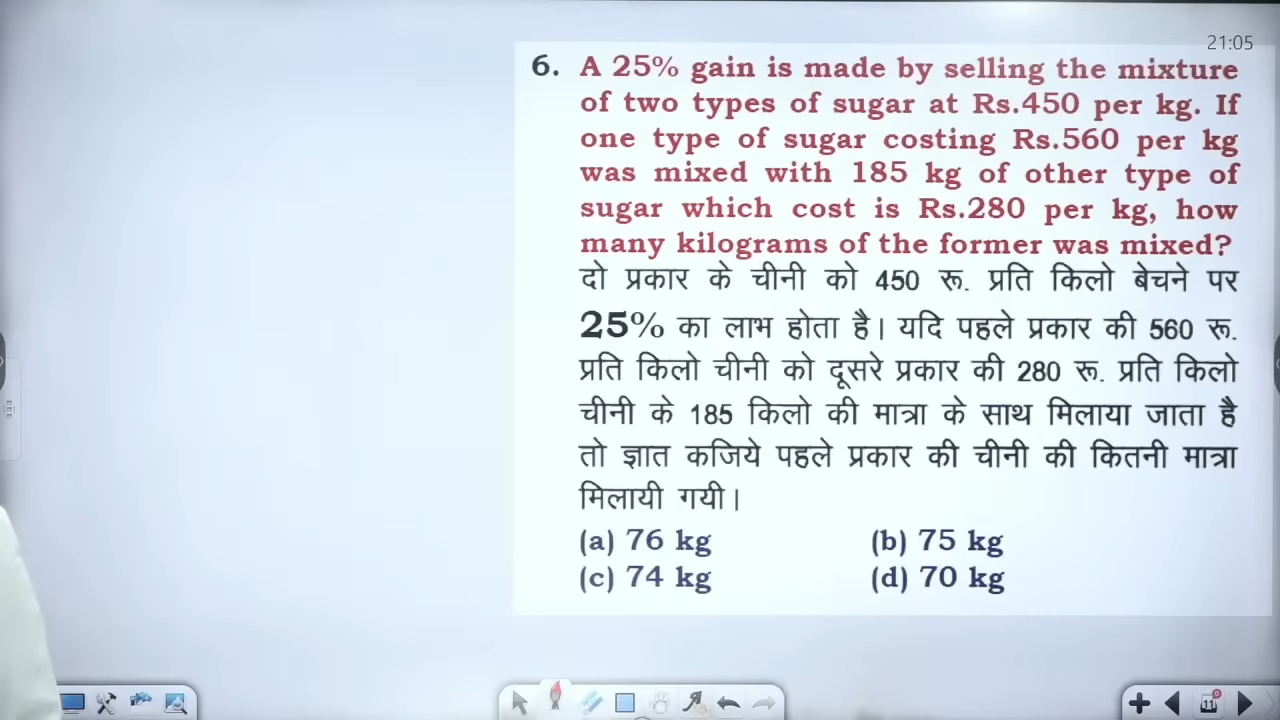 21:05
6. A 25% gain is made by selling the mixture
of two types of sugar at Rs.450 per kg. If
one type of sugar costing Rs.560 per kg
was mixed with 185 kg of other type of
sugar which cost is Rs.280 per kg, how
many kilograms of the former was mixed?
दो प्रकार के चीनी को 450 रू. प्रति किलो बेचने पर
25% का लाभ होता है। यदि पहले प्रकार की 560 रू.
प्रति किलो चीनी को दूसरे प्रकार की 280 रू. प्रति किलो
चीनी के 185 किलो की मात्रा के साथ मिलाया जाता है
तो ज्ञात कजिये पहले प्रकार की चीनी की कितनी मात्रा
मिलायी गयी।
(a) 76 kg (b) 75 kg
(c) 74 kg (d) 70 kg
11